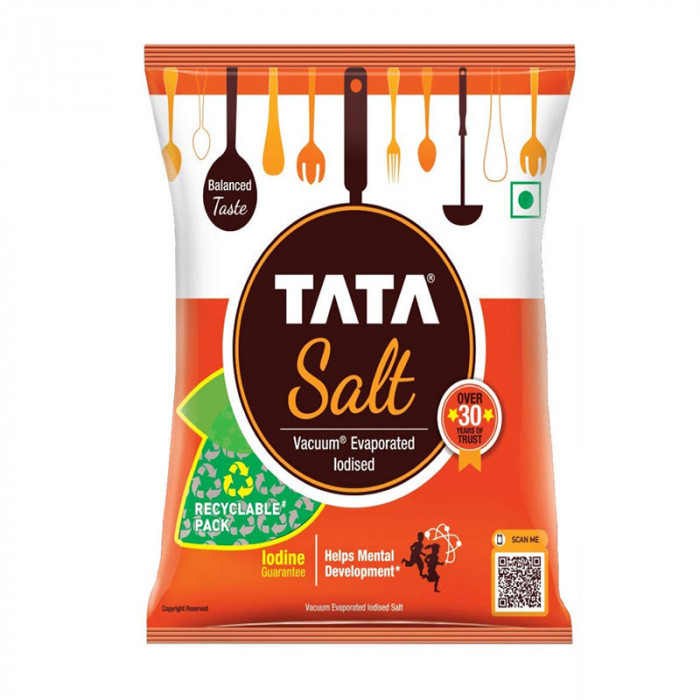 Balanced
Taste
TATA®
Salt
Vacuum® Evaporated
Iodised
OVER
30
YEARS OF
TRUST
RECYCLABLE#
PACK
Iodine
Guarantee
Helps Mental
Development*
SCAN ME
Copyright Reserved
Vacuum Evaporated Iodised Salt